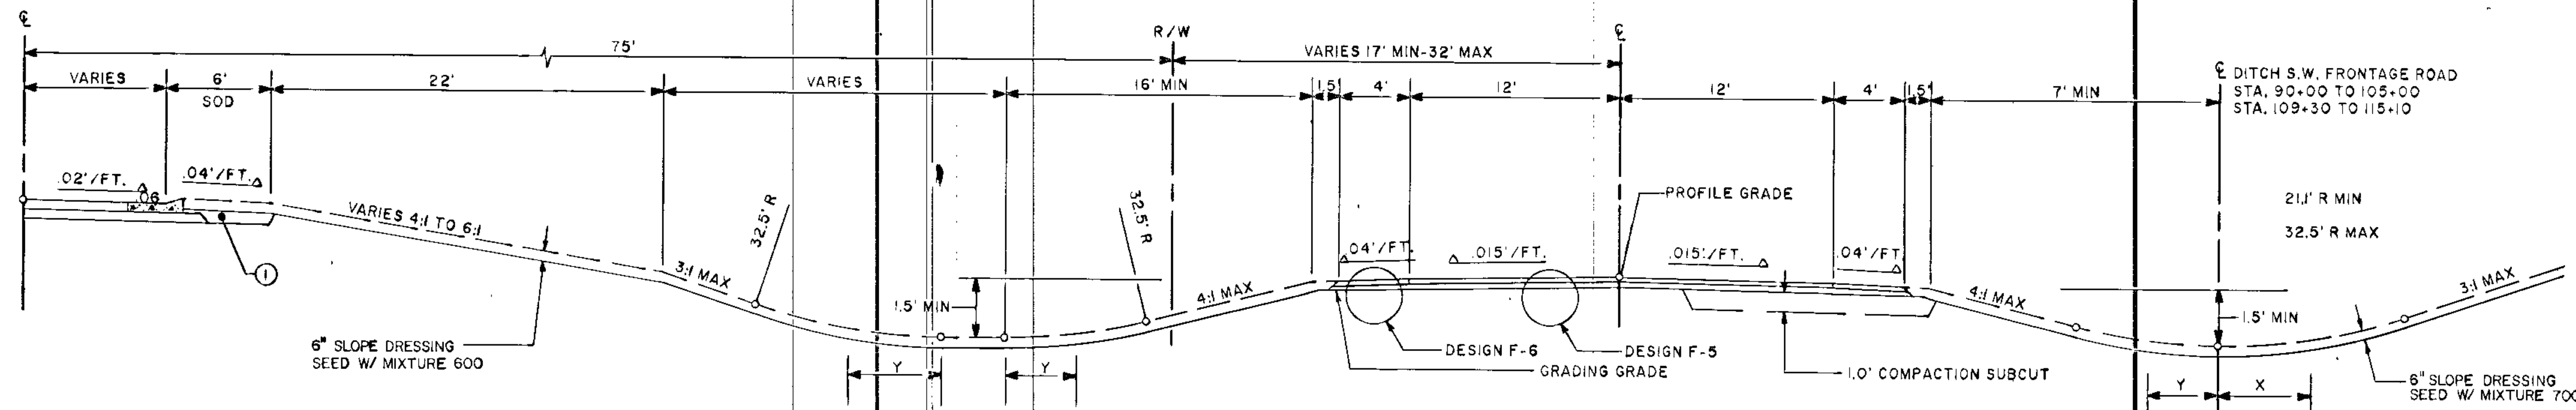 ℄
75'
R/W
VARIES 17' MIN-32' MAX
℄
VARIES
6'
SOD
22'
VARIES
16' MIN
1.5'
4'
12'
12'
4'
1.5'
7' MIN
℄ DITCH S.W. FRONTAGE ROAD
STA. 90+00 TO 105+00
STA. 109+30 TO 115+10
.02'/FT.
.04'/FT.
VARIES 4:1 TO 6:1
1
6" SLOPE DRESSING
SEED W/ MIXTURE 600
3:1 MAX
32.5' R
32.5' R
1.5' MIN
4:1 MAX
Y
Y
.04'/FT.
.015'/FT.
PROFILE GRADE
.015'/FT.
.04'/FT
DESIGN F-6
DESIGN F-5
GRADING GRADE
1.0' COMPACTION SUBCUT
4:1 MAX
21.1' R MIN
32.5' R MAX
3:1 MAX
1.5' MIN
Y
X
6" SLOPE DRESSING
SEED W/ MIXTURE 700